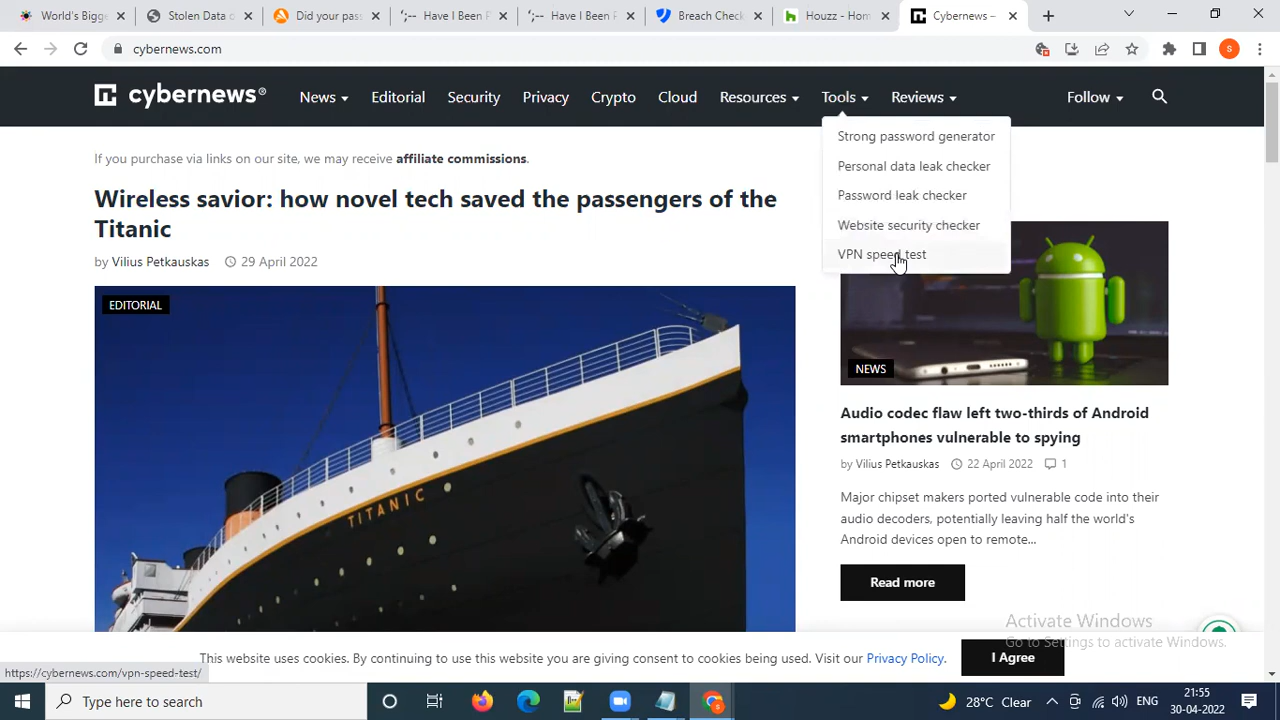 World's Bigg
Stolen Data o
Did your pas
Have I Been P
Have I Been P
Breach Check
Houzz - Hom
Cybernews –
cybernews.com
S
cybernews®
News
Editorial
Security
Privacy
Crypto
Cloud
Resources
Tools
Reviews
Follow
Strong password generator
Personal data leak checker
Password leak checker
Website security checker
VPN speed test
If you purchase via links on our site, we may receive affiliate commissions.
Wireless savior: how novel tech saved the passengers of the
Titanic
by Vilius Petkauskas 29 April 2022
EDITORIAL
TITANIC
NEWS
Audio codec flaw left two-thirds of Android
smartphones vulnerable to spying
by Vilius Petkauskas 22 April 2022 1
Major chipset makers ported vulnerable code into their
audio decoders, potentially leaving half the world's
Android devices open to remote...
Read more
Activate Windows
Go to Settings to activate Windows.
This website uses cookies. By continuing to use this website you are giving consent to cookies being used. Visit our Privacy Policy.
I Agree
https://cybernews.com/vpn-speed-test/
Type here to search
28°C Clear
ENG
21:55
30-04-2022